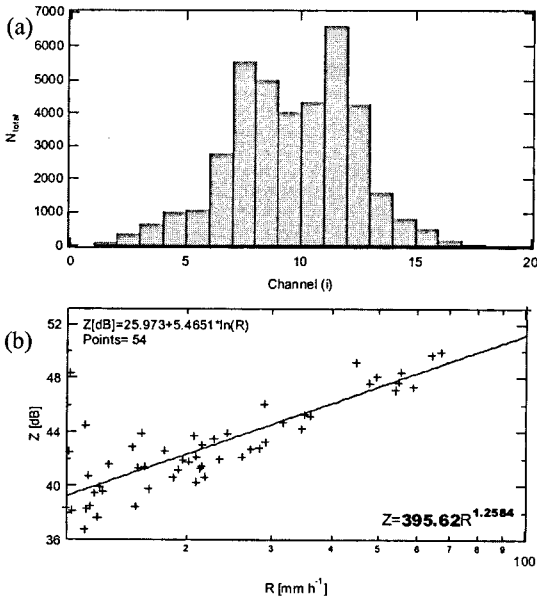 (a)
7000
6000
5000
4000
3000
2000
1000
0
N_total
0 5 10 15 20
Channel (i)
(b)
Z[dB]=25.973+5.4651*ln(R)
Points= 54
52
48
44
40
36
Z [dB]
Z=395.62R^1.2584
2 3 4 5 6 7 8 9 100
R [mm h⁻¹]